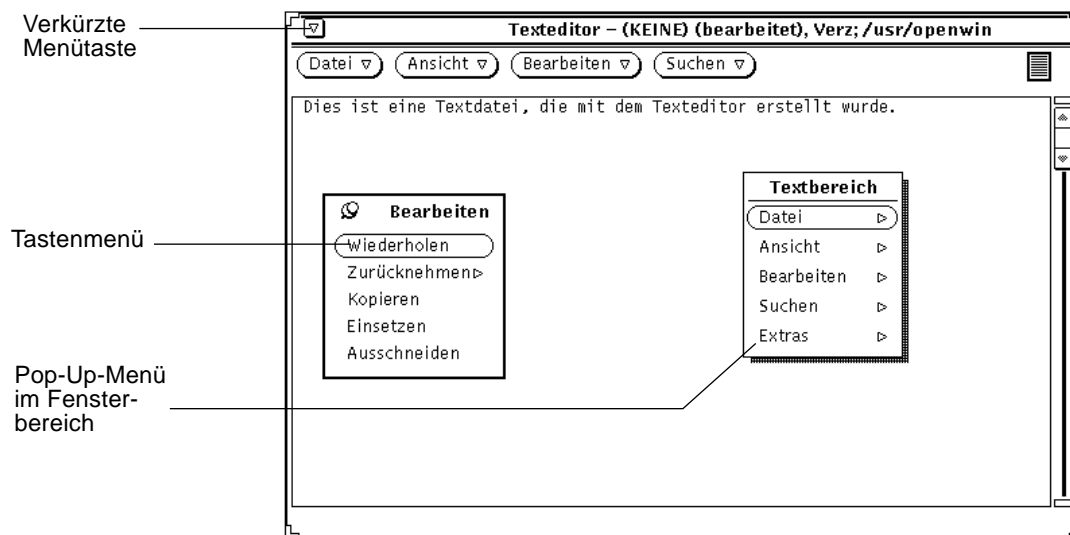 Verkürzte
Menütaste
Texteditor – (KEINE) (bearbeitet), Verz; /usr/openwin
Datei Ansicht Bearbeiten Suchen
Dies ist eine Textdatei, die mit dem Texteditor erstellt wurde.
Tastenmenü
Bearbeiten
Wiederholen
Zurücknehmen
Kopieren
Einsetzen
Ausschneiden
Textbereich
Datei
Ansicht
Bearbeiten
Suchen
Extras
Pop-Up-Menü
im Fenster-
bereich